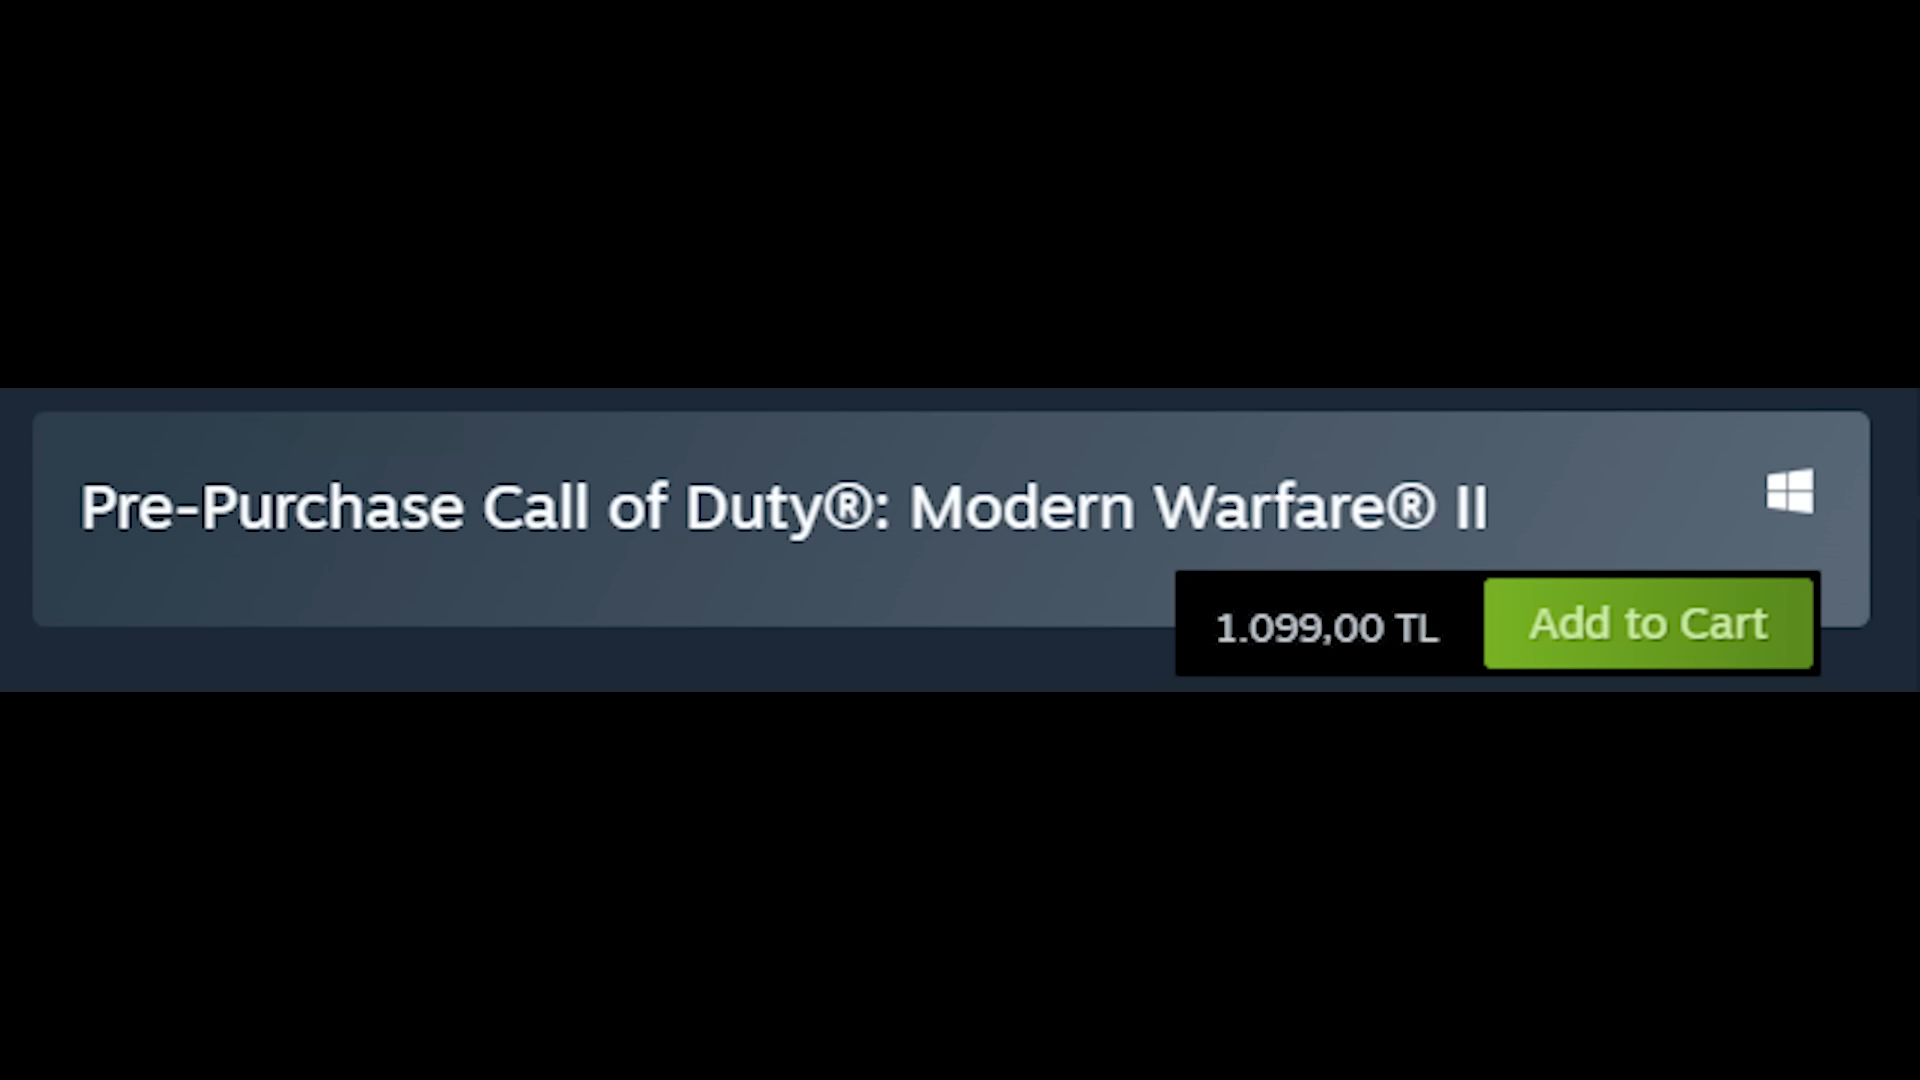 Pre-Purchase Call of Duty®: Modern Warfare® II
1.099,00 TL Add to Cart